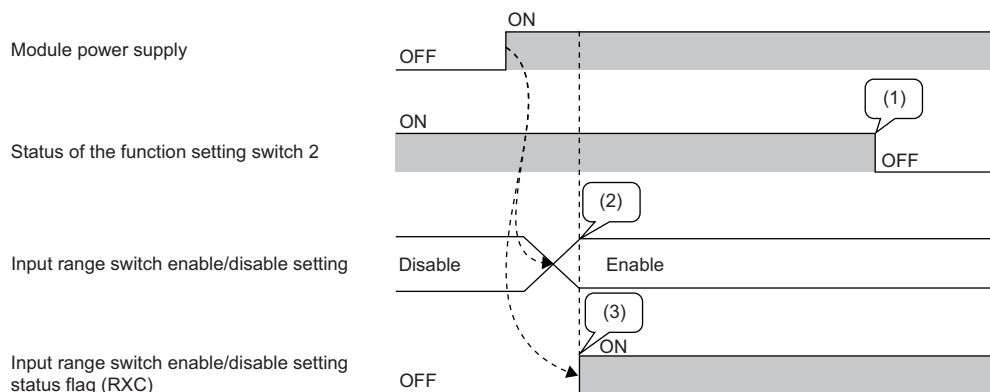 ON
Module power supply
OFF
(1)
ON
Status of the function setting switch 2
OFF
(2)
Input range switch enable/disable setting
Disable
Enable
(3)
ON
Input range switch enable/disable setting
status flag (RXC)
OFF